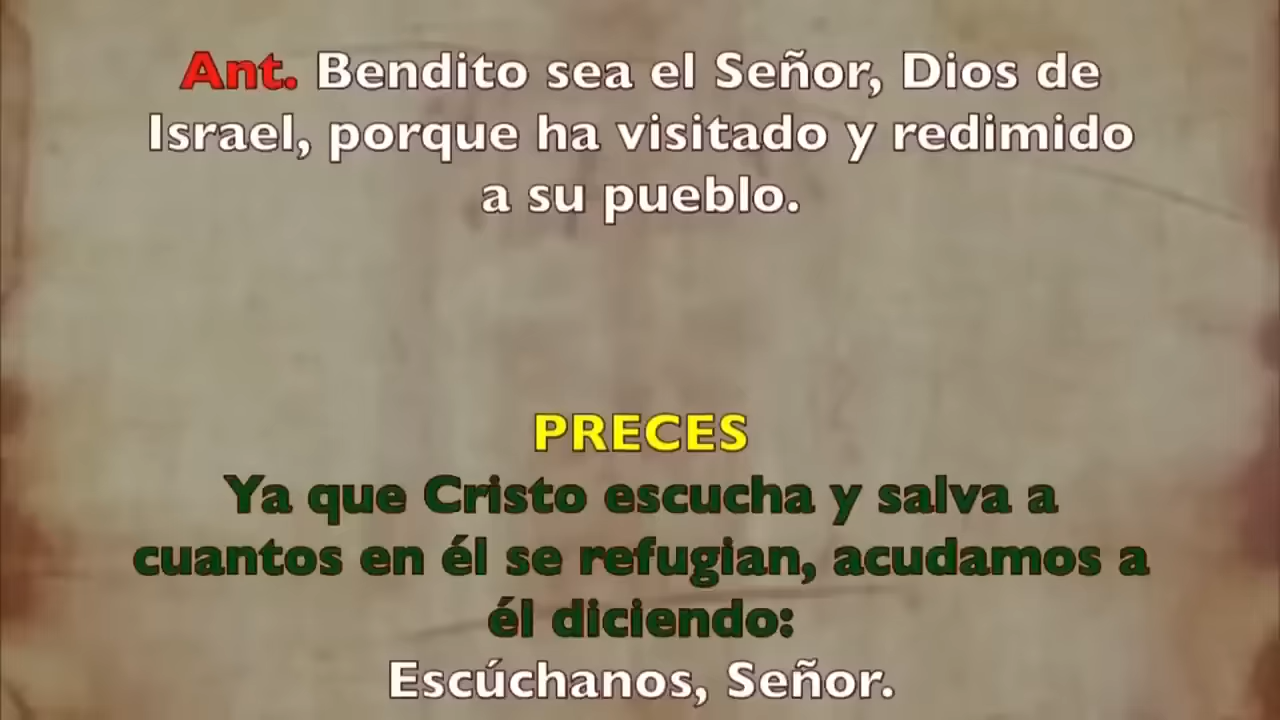 Ant. Bendito sea el Señor, Dios de
Israel, porque ha visitado y redimido
a su pueblo.
PRECES
Ya que Cristo escucha y salva a
cuantos en él se refugian, acudamos a
él diciendo:
Escúchanos, Señor.